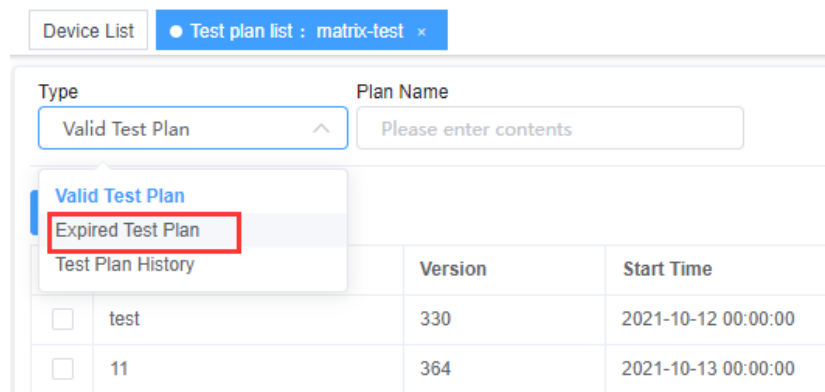 Device List Test plan list : matrix-test ×
Type Plan Name
Valid Test Plan Please enter contents
Valid Test Plan
Expired Test Plan
Test Plan History
Version Start Time
test 330 2021-10-12 00:00:00
11 364 2021-10-13 00:00:00